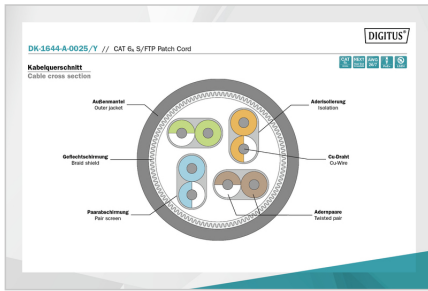 DIGITUS
DK-1644-A-0025/Y // CAT 6A S/FTP Patch Cord
Kabelquerschnitt
Cable cross section
Außenmantel
Outer jacket
Aderisolierung
Isolation
Geflechtschirmung
Braid shield
Cu-Draht
Cu-Wire
Paarabschirmung
Pair screen
Adernpaare
Twisted pair